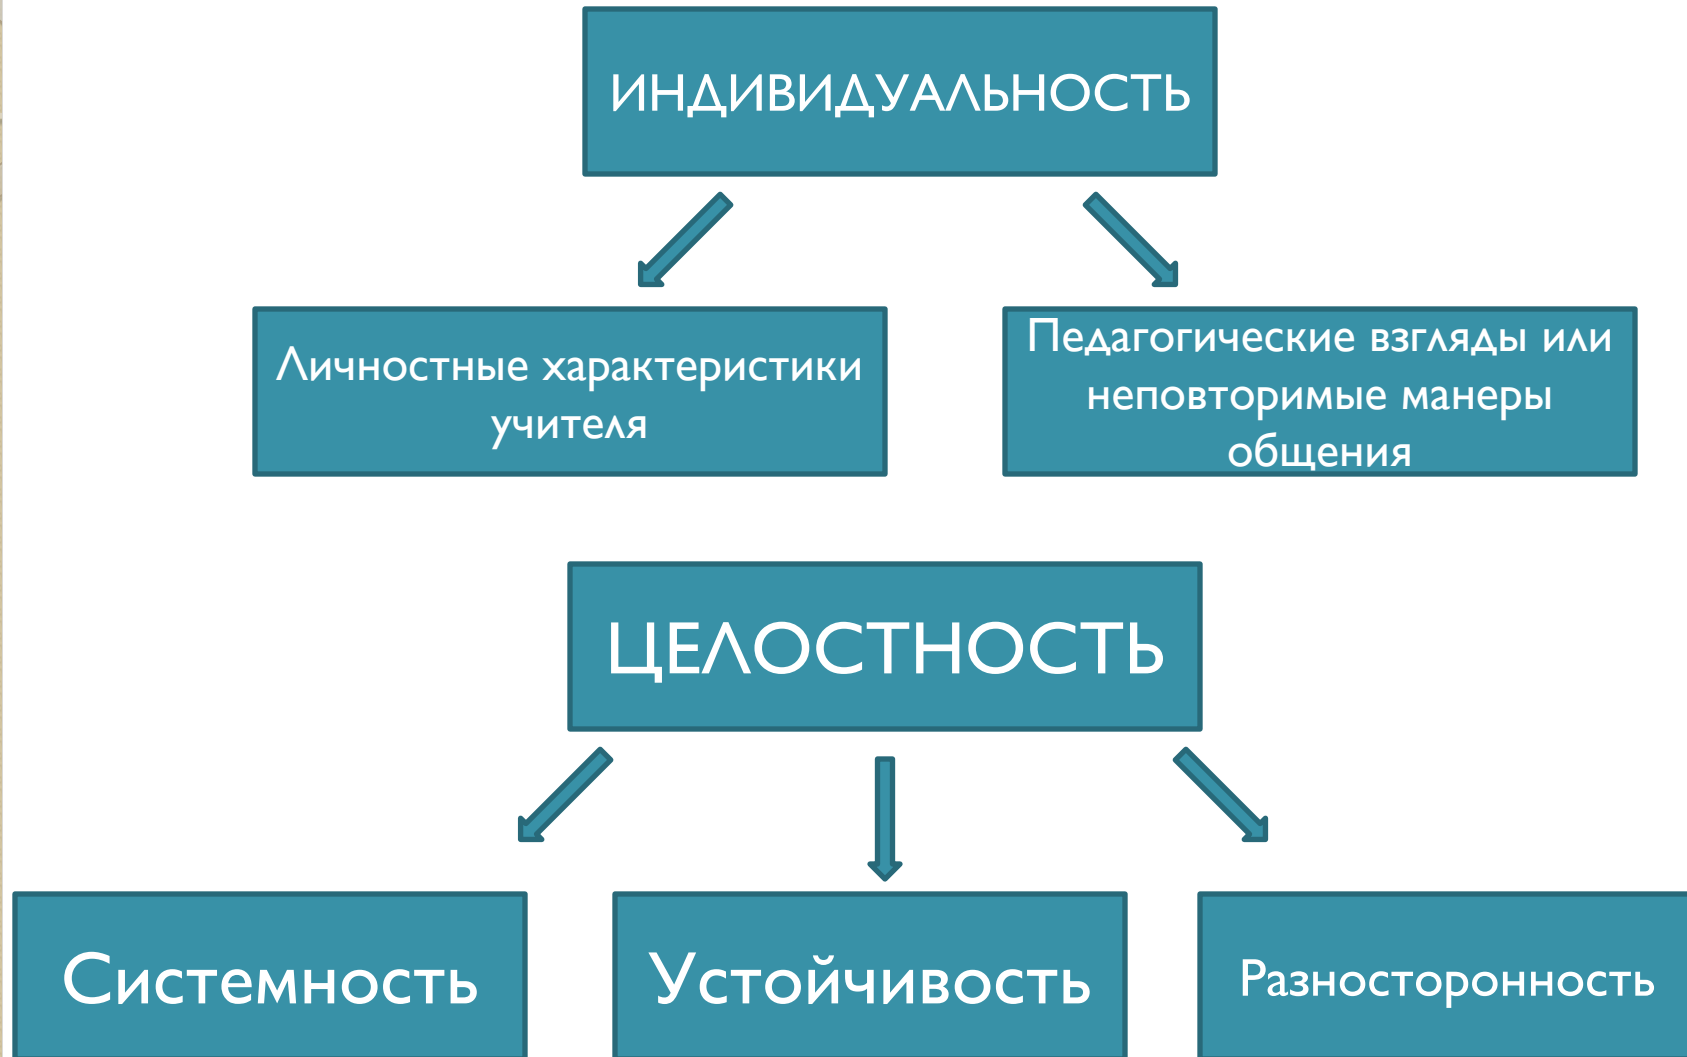 ИНДИВИДУАЛЬНОСТЬ
Личностные характеристики
учителя
Педагогические взгляды или
неповторимые манеры
общения
ЦЕЛОСТНОСТЬ
Системность
Устойчивость
Разносторонность